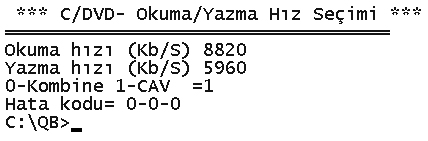 *** C/DVD- Okuma/Yazma Hız Seçimi ***
Okuma hızı (Kb/S) 8820
Yazma hızı (Kb/S) 5960
0-Kombine 1-CAV  =1
Hata kodu= 0-0-0
C:\QB>_